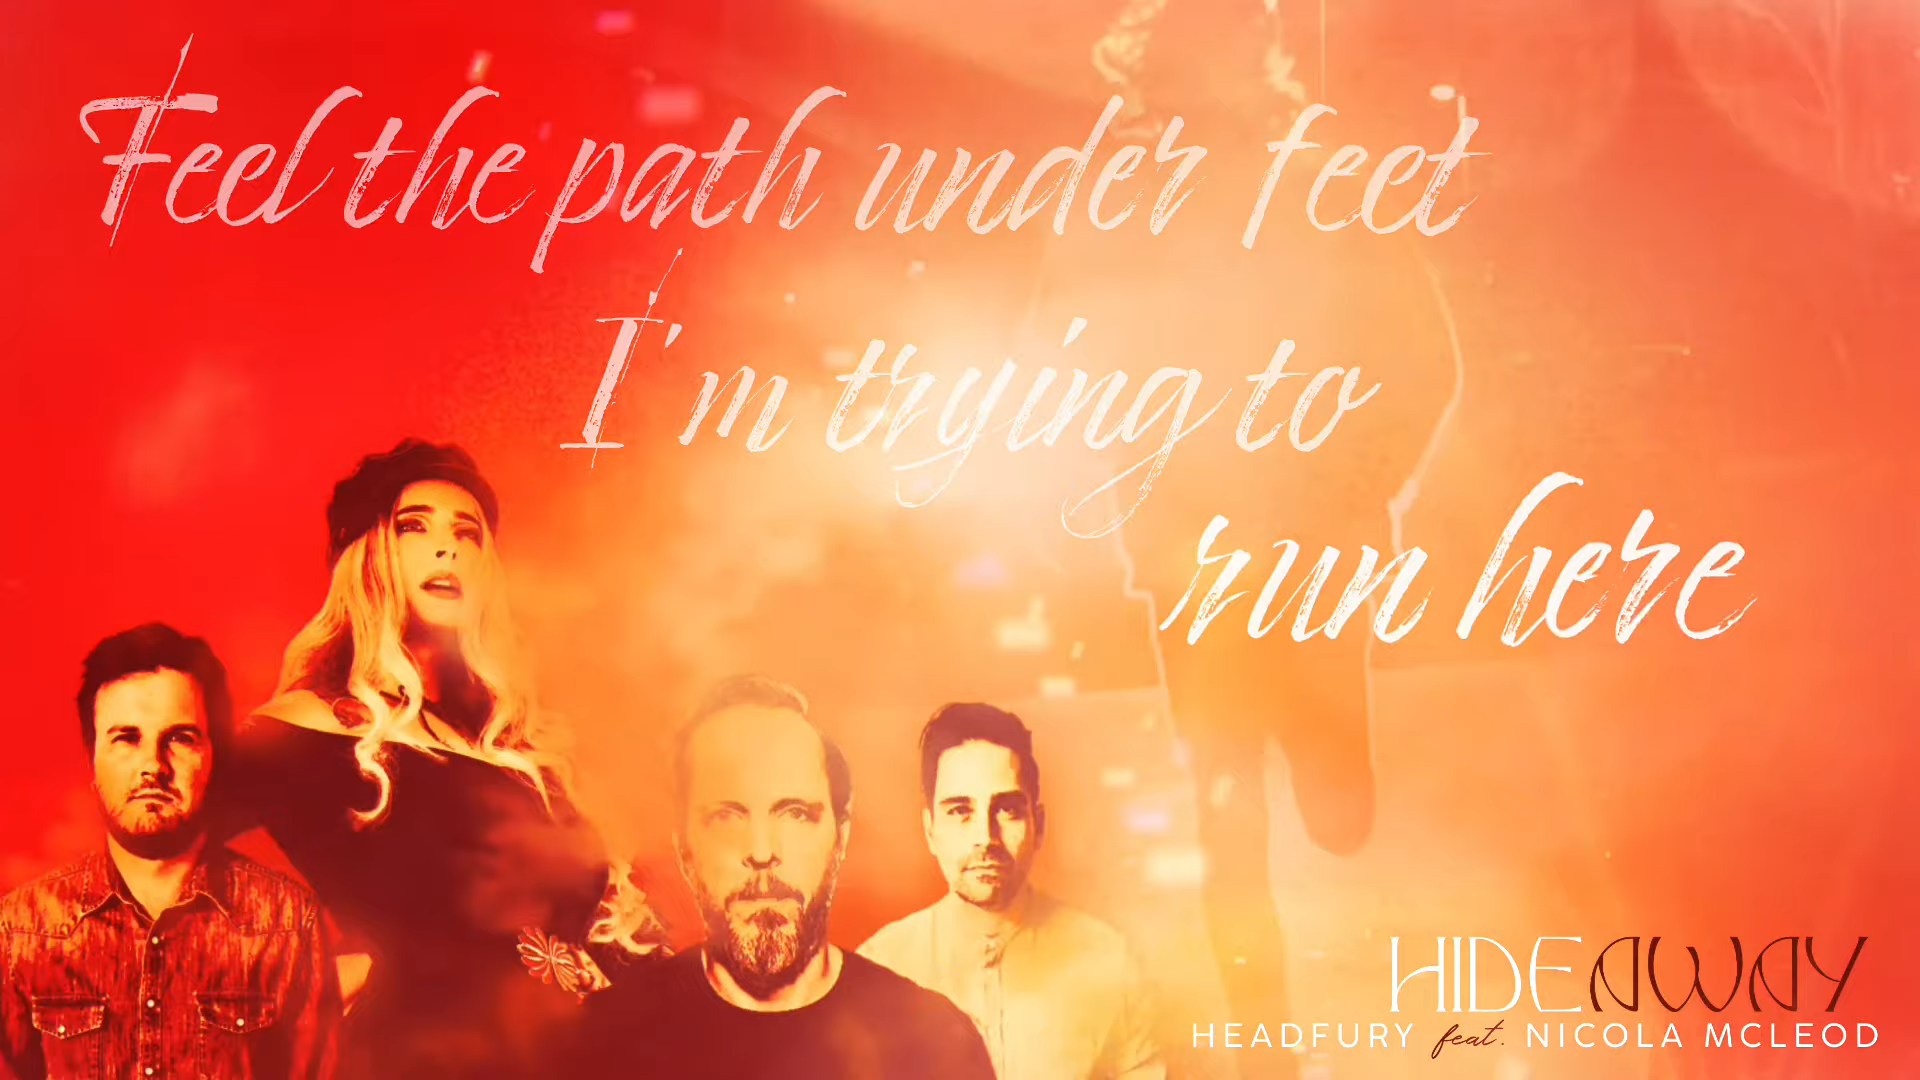 Feel the path under feet
I'm trying to
run here
HIDEAWAY
HEADFURY feat. NICOLA MCLEOD